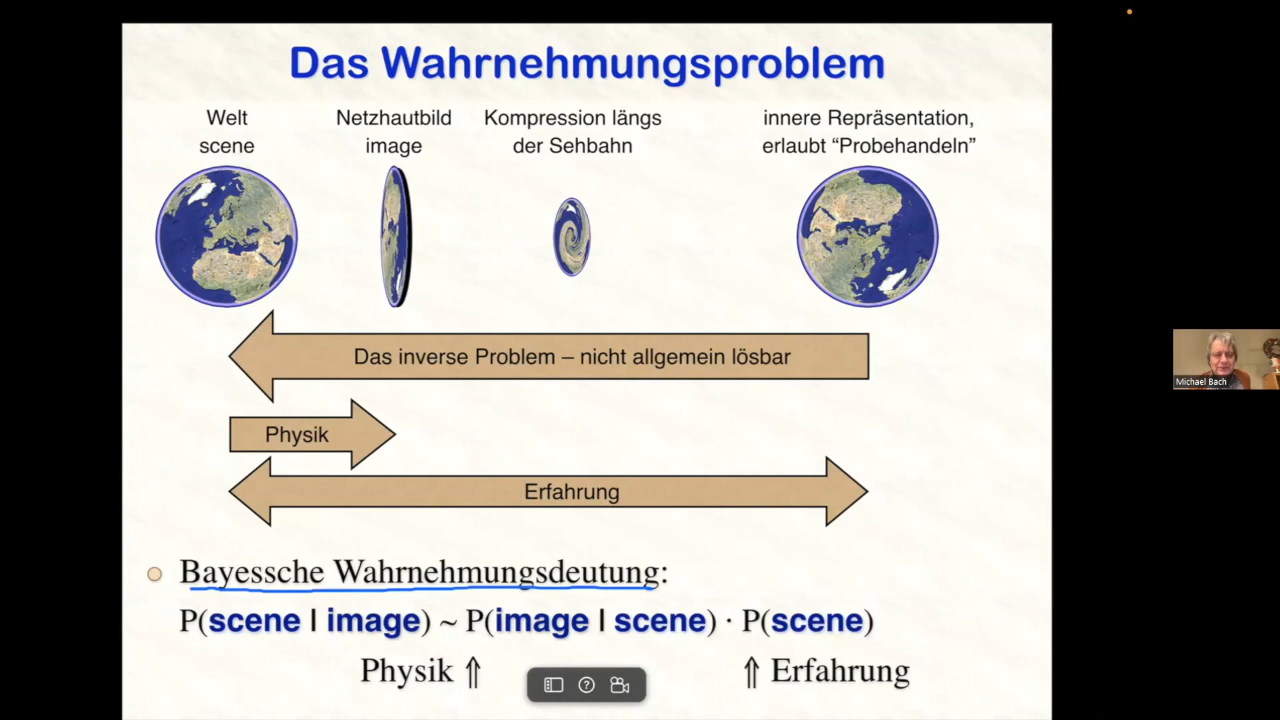 Das Wahrnehmungsproblem
Welt
scene
Netzhautbild
image
Kompression längs
der Sehbahn
innere Repräsentation,
erlaubt “Probehandeln”
Das inverse Problem – nicht allgemein lösbar
Physik
Erfahrung
Bayessche Wahrnehmungsdeutung:
P(scene | image) ~ P(image | scene) · P(scene)
Physik ⇑
⇑ Erfahrung
Michael Bach